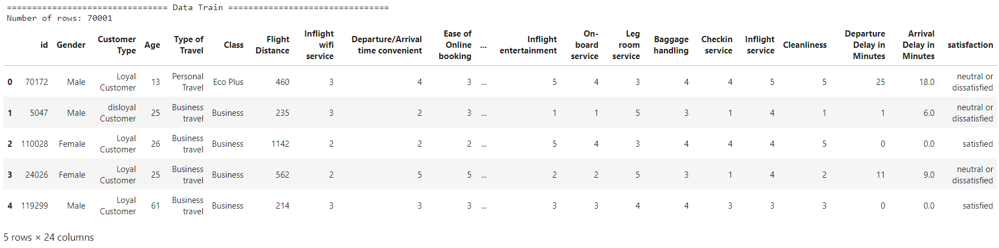 ================================ Data Train ================================
Number of rows: 70001
id Gender Customer Type Age Type of Travel Class Flight Distance Inflight wifi service Departure/Arrival time convenient Ease of Online booking ... Inflight entertainment On-board service Leg room service Baggage handling Checkin service Inflight service Cleanliness Departure Delay in Minutes Arrival Delay in Minutes satisfaction
0 70172 Male Loyal Customer 13 Personal Travel Eco Plus 460 3 4 3 ... 5 4 3 4 4 5 5 25 18.0 neutral or dissatisfied
1 5047 Male disloyal Customer 25 Business travel Business 235 3 2 3 ... 1 1 5 3 1 4 1 1 6.0 neutral or dissatisfied
2 110028 Female Loyal Customer 26 Business travel Business 1142 2 2 2 ... 5 4 3 4 4 4 5 0 0.0 satisfied
3 24026 Female Loyal Customer 25 Business travel Business 562 2 5 5 ... 2 2 5 3 1 4 2 11 9.0 neutral or dissatisfied
4 119299 Male Loyal Customer 61 Business travel Business 214 3 3 3 ... 3 3 4 4 3 3 3 0 0.0 satisfied
5 rows × 24 columns